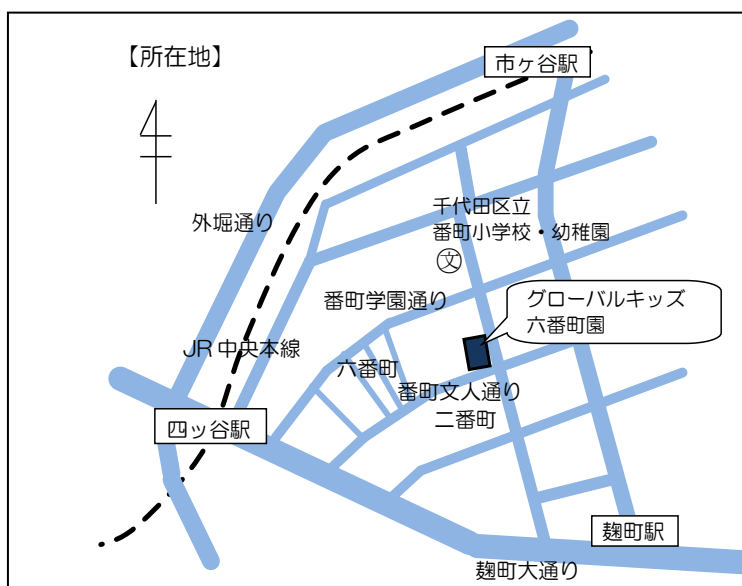 【所在地】
市ヶ谷駅
外堀通り
千代田区立
番町小学校・幼稚園
文
番町学園通り
グローバルキッズ
六番町園
JR中央本線
六番町
番町文人通り
二番町
四ッ谷駅
麹町駅
麹町大通り